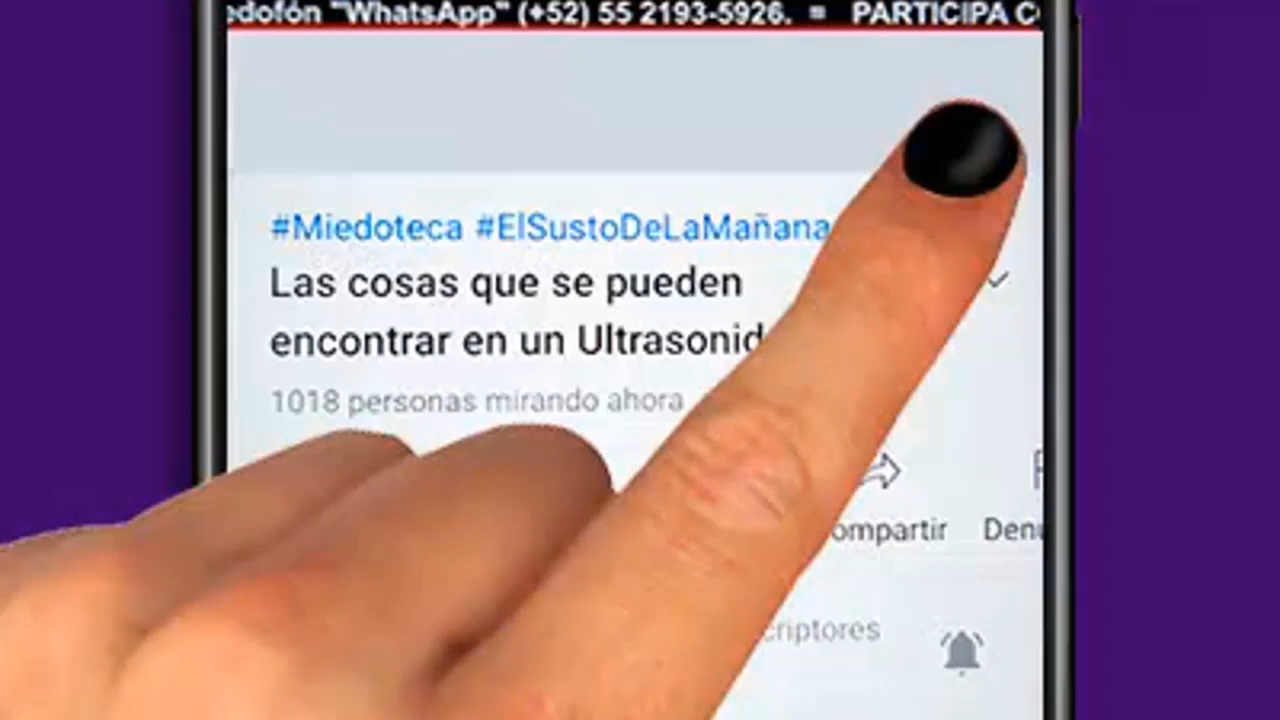 edofón "WhatsApp" (+52) 55 2193-5926. = PARTICIPA C
#Miedoteca #ElSustoDeLaMañana
Las cosas que se pueden
encontrar en un Ultrasonid
1018 personas mirando ahora
ompartir Denu
criptores